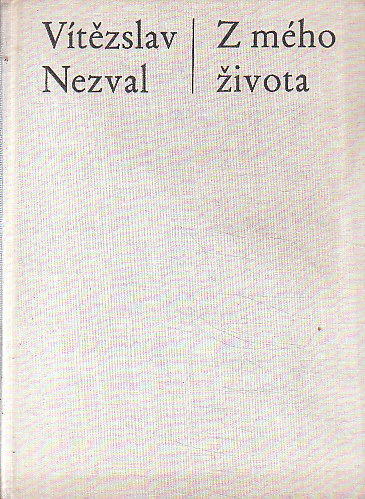 Vítězslav
Nezval
Z mého
života